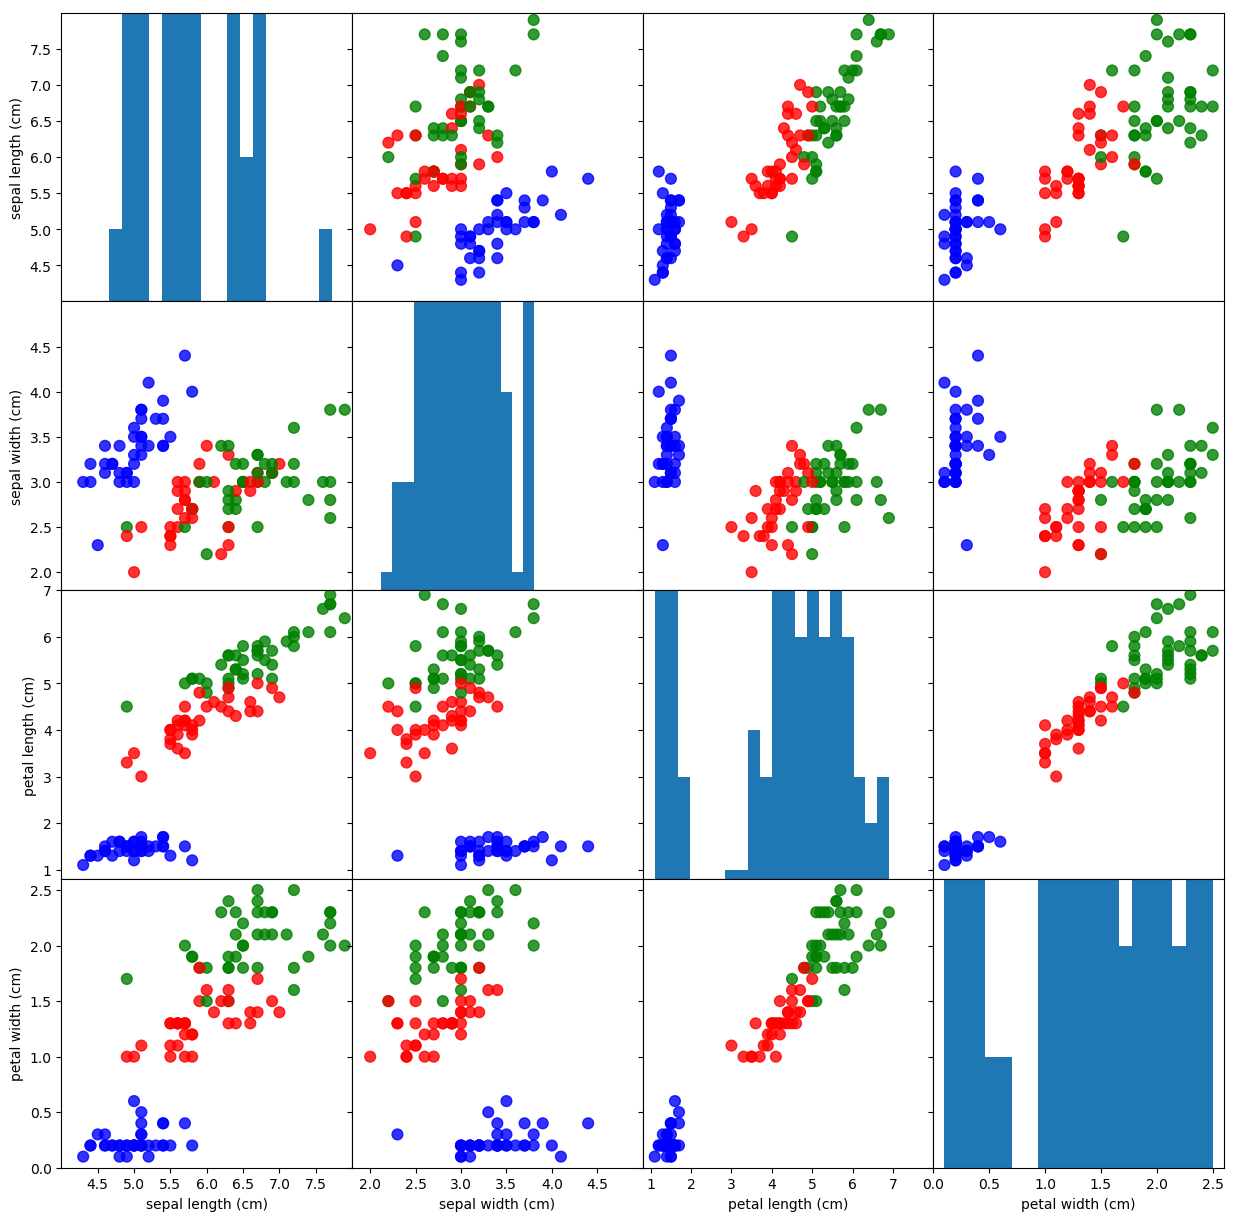 7.5
7.0
6.5
6.0
5.5
5.0
4.5
sepal length (cm)
4.5
4.0
3.5
3.0
2.5
2.0
sepal width (cm)
7
6
5
4
3
2
1
petal length (cm)
2.5
2.0
1.5
1.0
0.5
0.0
petal width (cm)
4.5 5.0 5.5 6.0 6.5 7.0 7.5
sepal length (cm)
2.0 2.5 3.0 3.5 4.0 4.5
sepal width (cm)
1 2 3 4 5 6 7
petal length (cm)
0.0 0.5 1.0 1.5 2.0 2.5
petal width (cm)